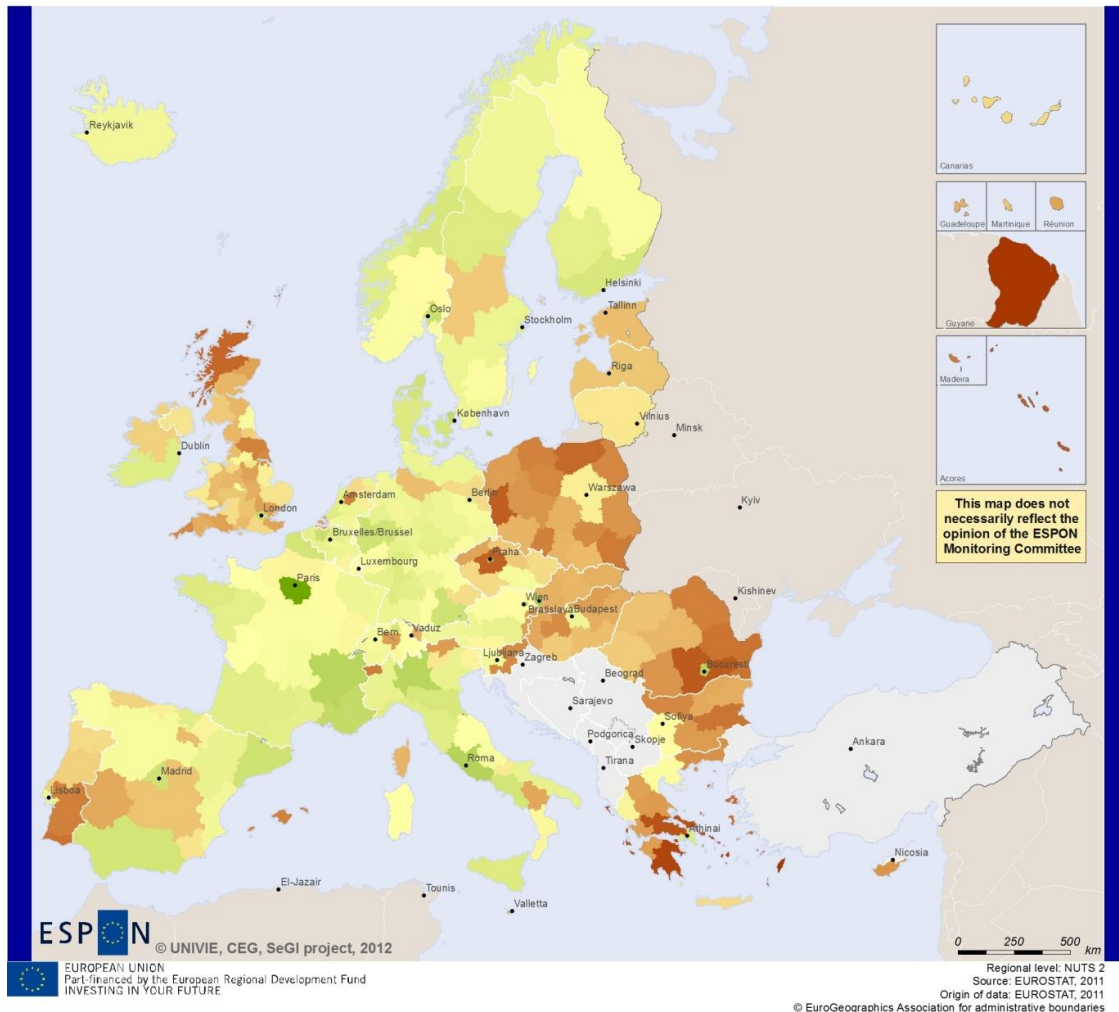 Reykjavik
Canarias
Guadeloupe
Martinique
Réunion
Guyane
Madeira
Acores
Helsinki
Oslo
Tallinn
Stockholm
Riga
København
Vilnius
Minsk
Dublin
London
Amsterdam
Berlin
Warszawa
Kyiv
Bruxelles/Brussel
Praha
Luxembourg
Paris
Wien
Bratislava
Budapest
Kishinev
Bern
Vaduz
Ljubljana
Zagreb
Bucuresti
Beograd
Sarajevo
Sofiya
Podgorica
Skopje
Roma
Tirana
Ankara
Madrid
Lisboa
Athinai
Nicosia
El-Jazair
Tounis
Valletta
This map does not
necessarily reflect the
opinion of the ESPON
Monitoring Committee
ESPON © UNIVIE, CEG, SeGI project, 2012
0 250 500
km
EUROPEAN UNION
Part-financed by the European Regional Development Fund
INVESTING IN YOUR FUTURE
Regional level: NUTS 2
Source: EUROSTAT, 2011
Origin of data: EUROSTAT, 2011
© EuroGeographics Association for administrative boundaries